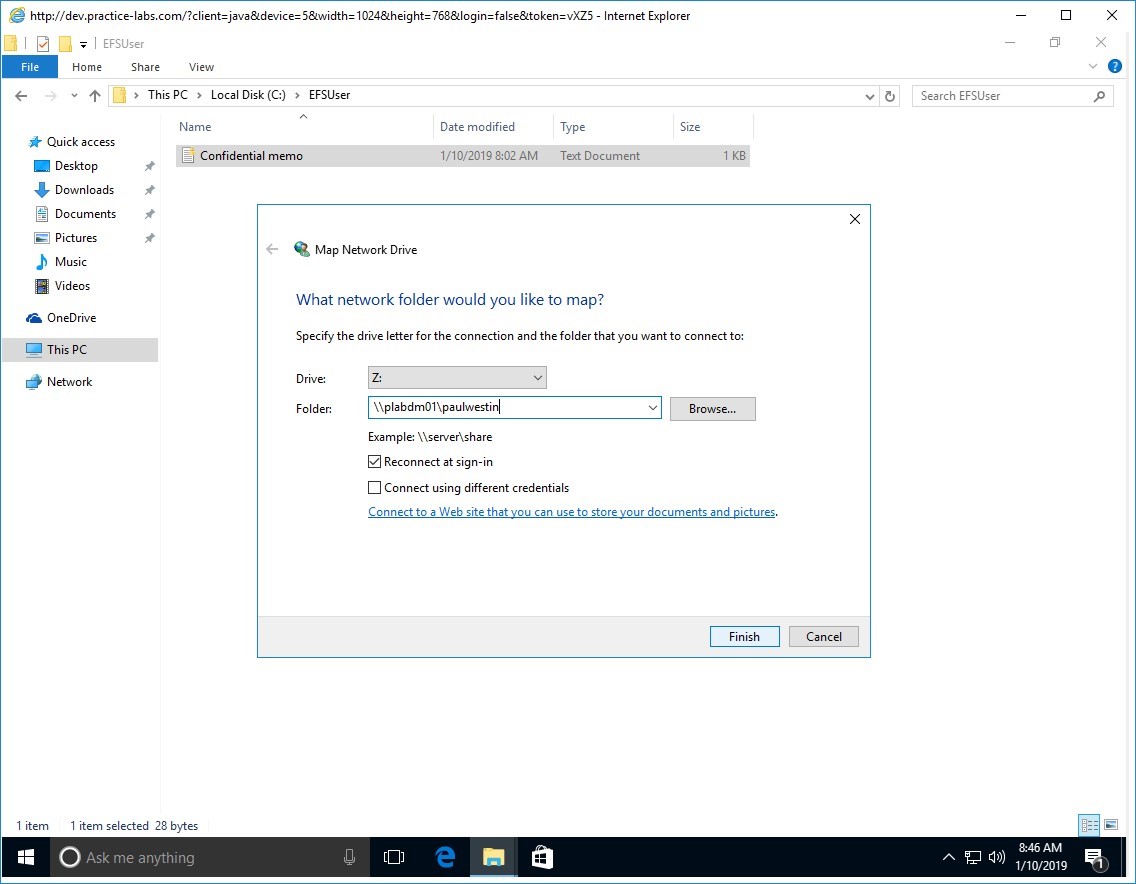 http://dev.practice-labs.com/?client=java&device=5&width=1024&height=768&login=false&token=vXZ5 - Internet Explorer
EFSUser
File Home Share View
This PC > Local Disk (C:) > EFSUser
Search EFSUser
Name Date modified Type Size
Quick access
Confidential memo 1/10/2019 8:02 AM Text Document 1 KB
Desktop
Downloads
Documents
Pictures
Music
Videos
OneDrive
This PC
Network
Map Network Drive
What network folder would you like to map?
Specify the drive letter for the connection and the folder that you want to connect to:
Drive: Z:
Folder: \\plabdm01\paulwestin Browse...
Example: \\server\share
Reconnect at sign-in
Connect using different credentials
Connect to a Web site that you can use to store your documents and pictures.
Finish Cancel
1 item 1 item selected 28 bytes
Ask me anything
8:46 AM
1/10/2019
1